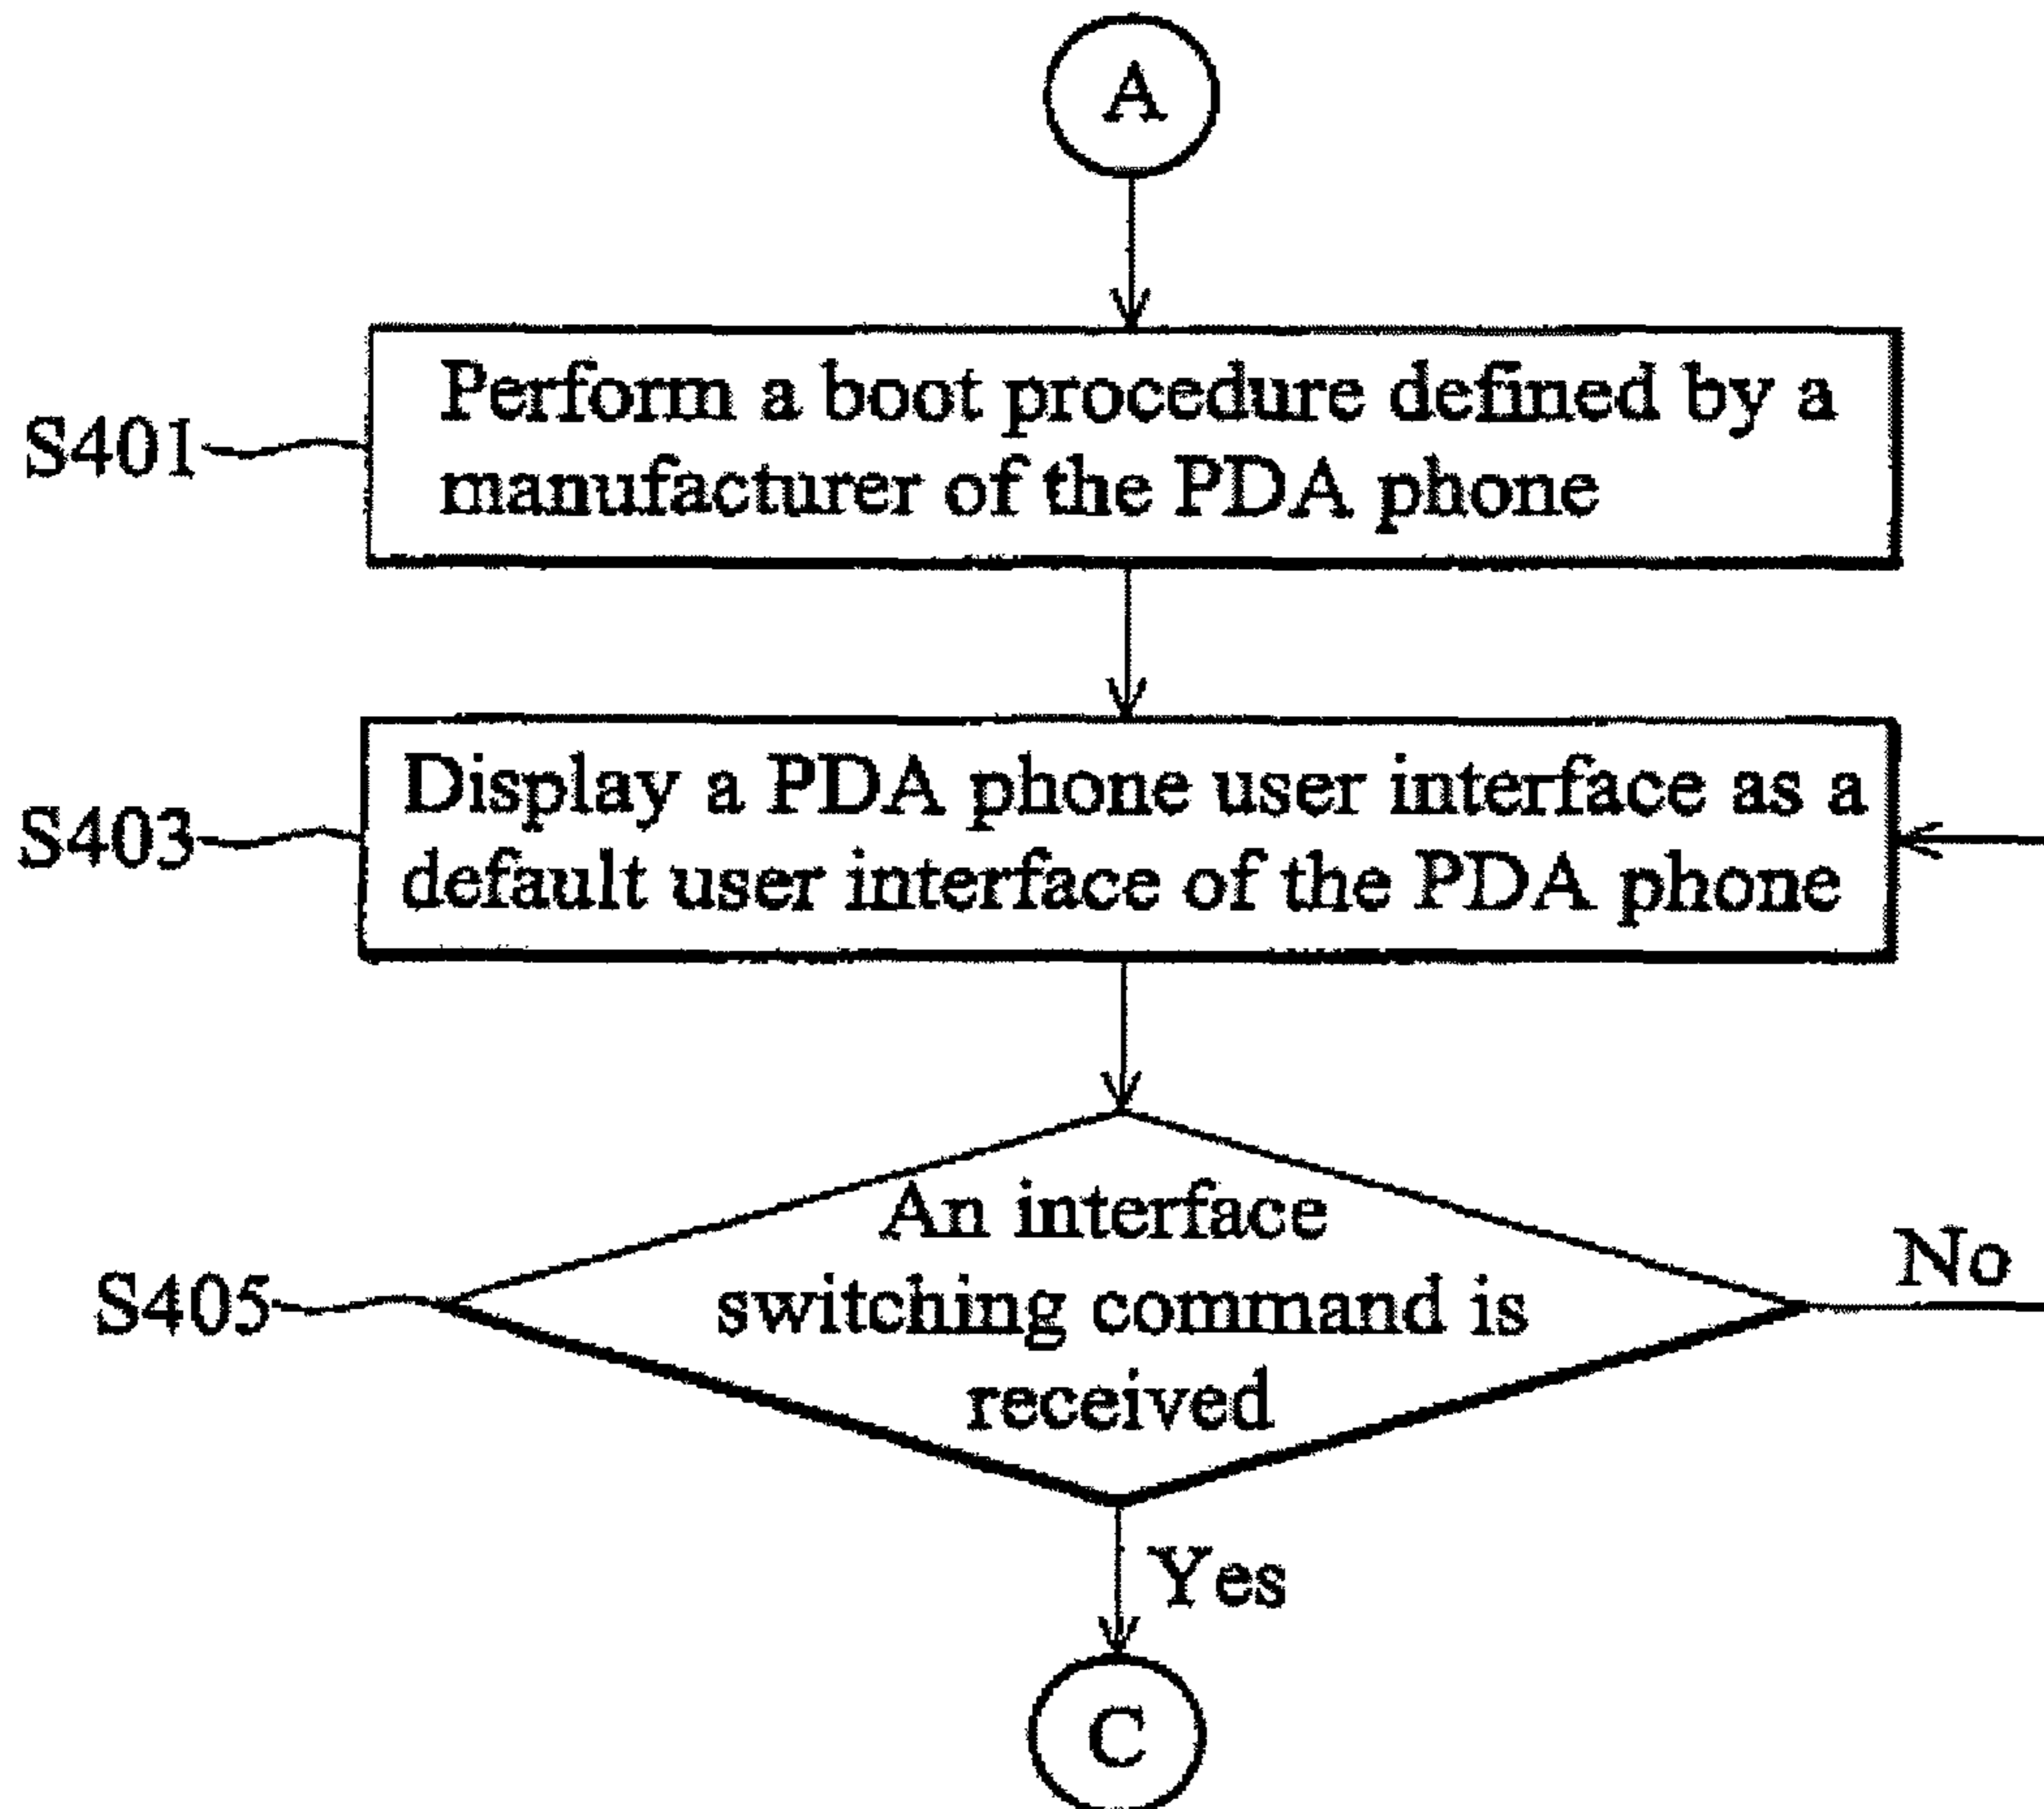 A
S401
Perform a boot procedure defined by a
manufacturer of the PDA phone
S403
Display a PDA phone user interface as a
default user interface of the PDA phone
S405
An interface
switching command is
received
No
Yes
C